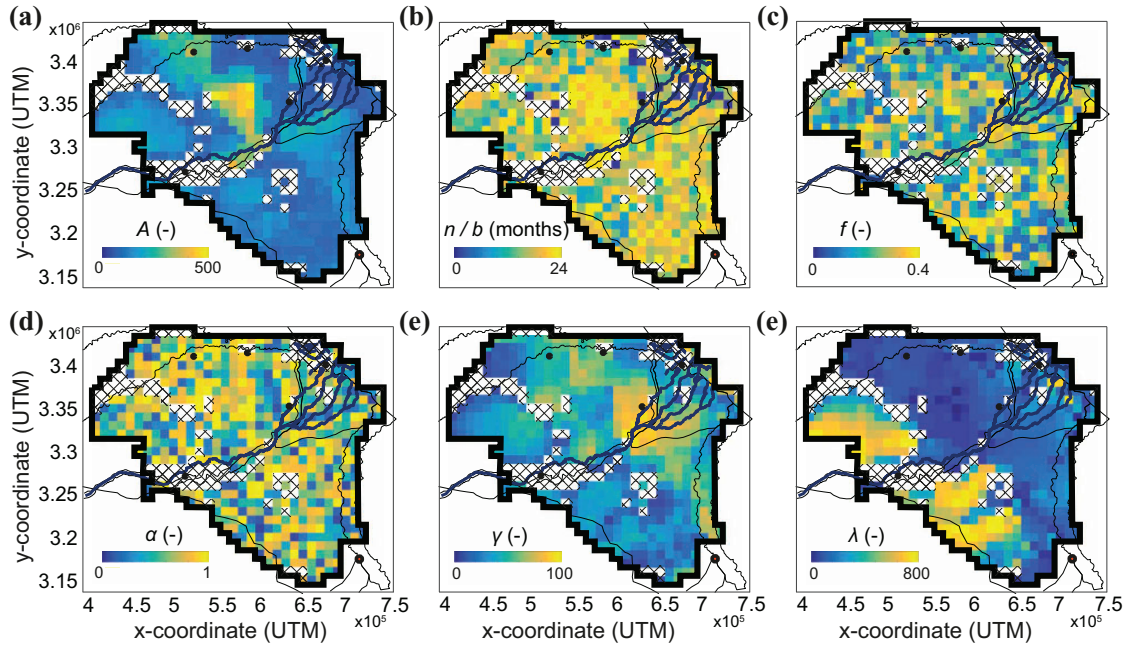 (a) (b) (c)
x10⁶
y-coordinate (UTM)
3.4
3.35
3.3
3.25
3.2
3.15
A (-)
0 500
n / b (months)
0 24
f (-)
0 0.4
(d) (e) (e)
x10⁶
y-coordinate (UTM)
3.4
3.35
3.3
3.25
3.2
3.15
α (-)
0 1
γ (-)
0 100
λ (-)
0 800
4 4.5 5 5.5 6 6.5 7 7.5
x10⁵
x-coordinate (UTM)
4 4.5 5 5.5 6 6.5 7 7.5
x10⁵
x-coordinate (UTM)
4 4.5 5 5.5 6 6.5 7 7.5
x10⁵
x-coordinate (UTM)